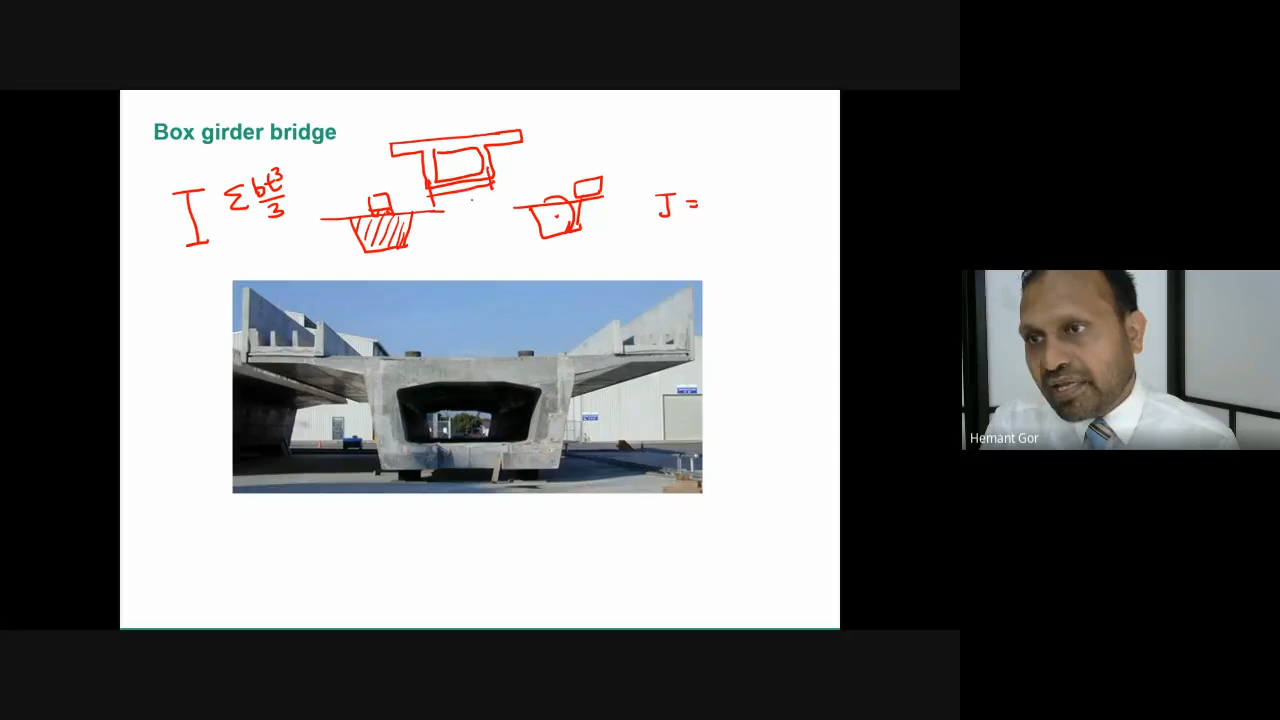 Box girder bridge
I Σ bt³/3
J =
Hemant Gor